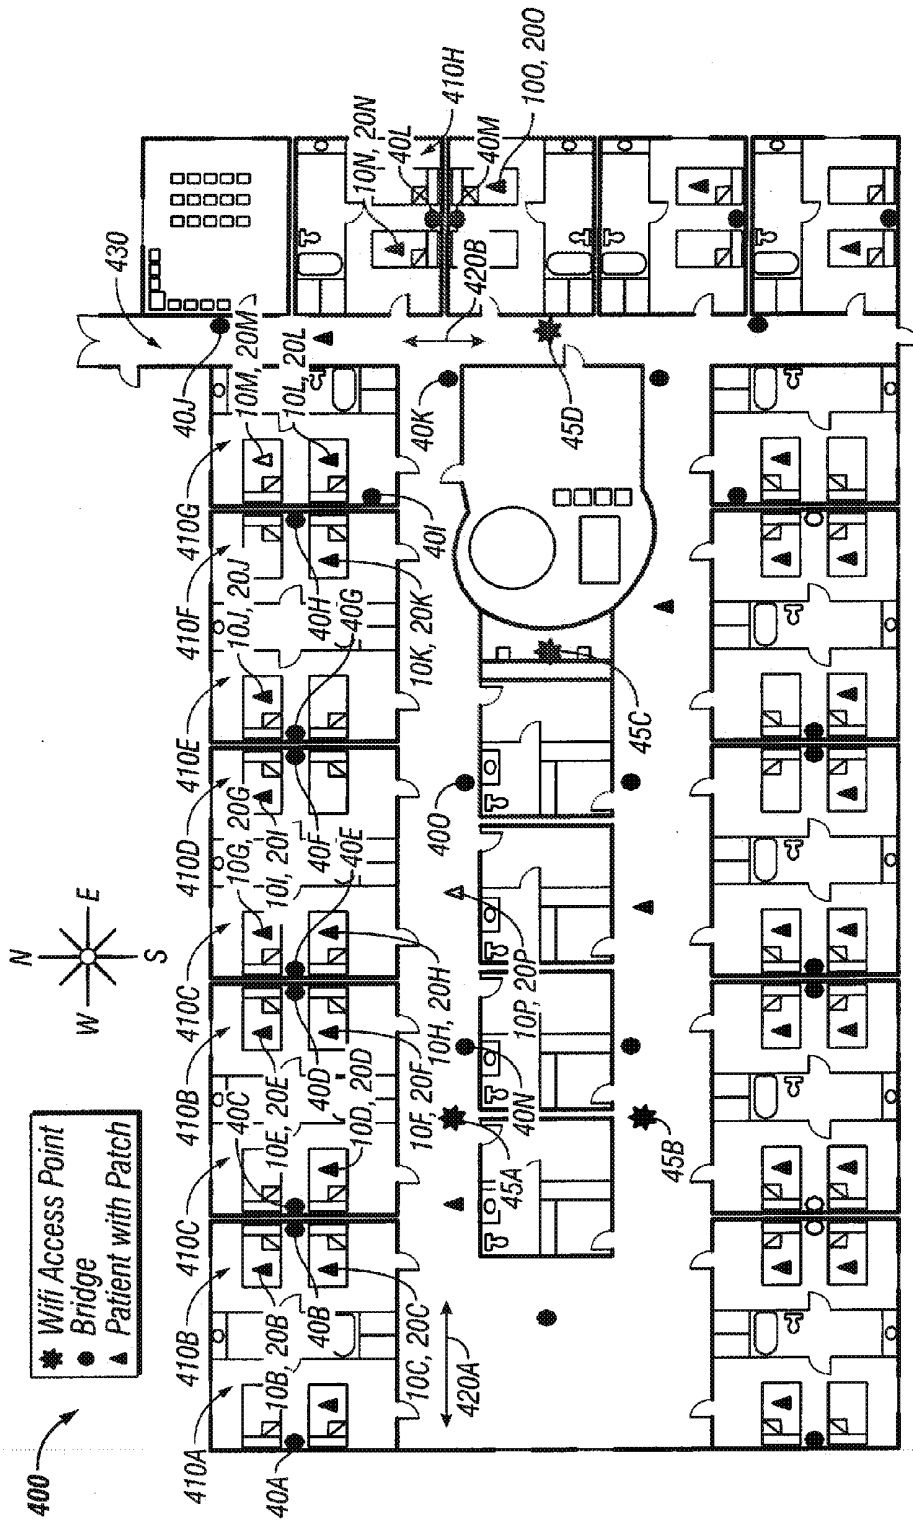 400
Wifi Access Point
Bridge
Patient with Patch
N
E
W
S
410A
410B
410C
410B
410C
410D
410E
410F
410G
40J
430
40A
10B, 20B
40B
10C, 20C
420A
40C
10E, 20E
40D
10D, 20D
10F, 20F
10G, 20G
10I, 20I
40F
40E
10H, 20H
10J, 20J
40H
40G
10K, 20K
40I
10M, 20M
10L, 20L
40K
45A
40N
10P, 20P
40O
45B
45C
45D
420B
10N, 20N
40L
410H
40M
10O, 20O